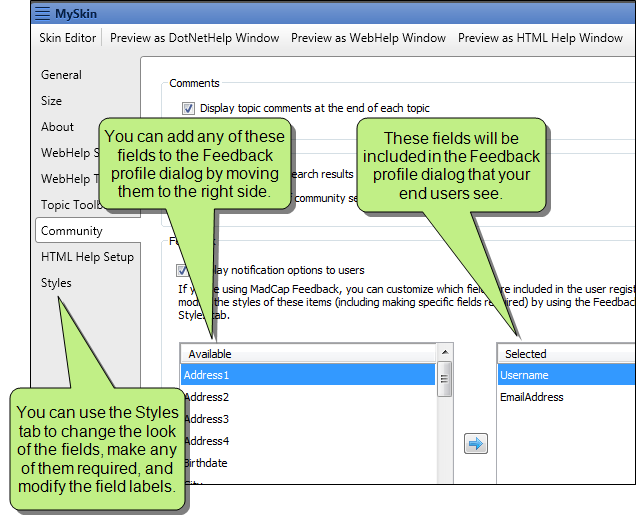 MySkin
Skin Editor Preview as DotNetHelp Window Preview as WebHelp Window Preview as HTML Help Window
General
Size
About
WebHelp S
WebHelp T
Topic Toolb
Community
HTML Help Setup
Styles
Comments
Display topic comments at the end of each topic
You can add any of these
fields to the Feedback
profile dialog by moving
them to the right side.
These fields will be
included in the Feedback
profile dialog that your
end users see.
earch results
community se
play notification options to users
If y e using MadCap Feedback, you can customize which fiel re included in the user regist
mod the styles of these items (including making specific fields ired) by using the Feedbac
Style tab.
Available
Address1
Address2
Address3
Address4
Birthdate
Selected
Username
EmailAddress
You can use the Styles
tab to change the look
of the fields, make any
of them required, and
modify the field labels.